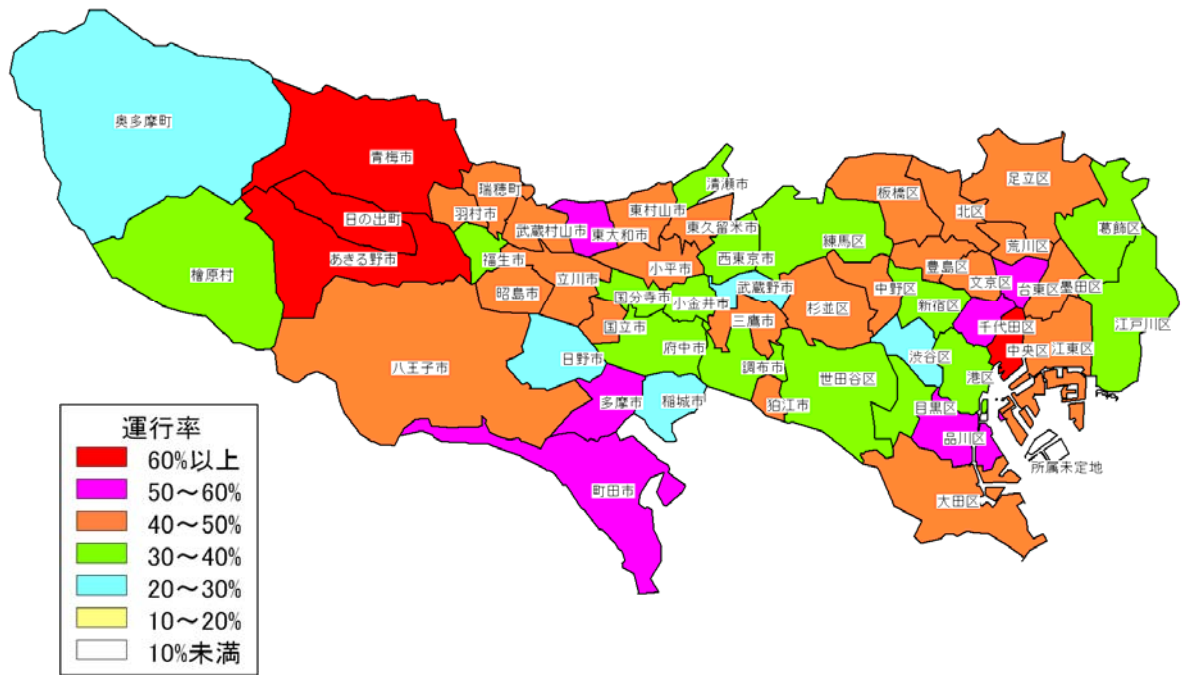 奥多摩町
青梅市
瑞穂町
羽村市
日の出町
あきる野市
檜原村
福生市
武蔵村山市
東大和市
東村山市
清瀬市
東久留米市
西東京市
小平市
立川市
昭島市
国分寺市
小金井市
武蔵野市
三鷹市
国立市
府中市
調布市
狛江市
八王子市
日野市
多摩市
稲城市
町田市
練馬区
板橋区
北区
足立区
葛飾区
荒川区
豊島区
文京区
台東区
墨田区
江戸川区
杉並区
中野区
新宿区
千代田区
中央区
江東区
渋谷区
港区
世田谷区
目黒区
品川区
大田区
所属未定地
運行率
60%以上
50～60%
40～50%
30～40%
20～30%
10～20%
10%未満